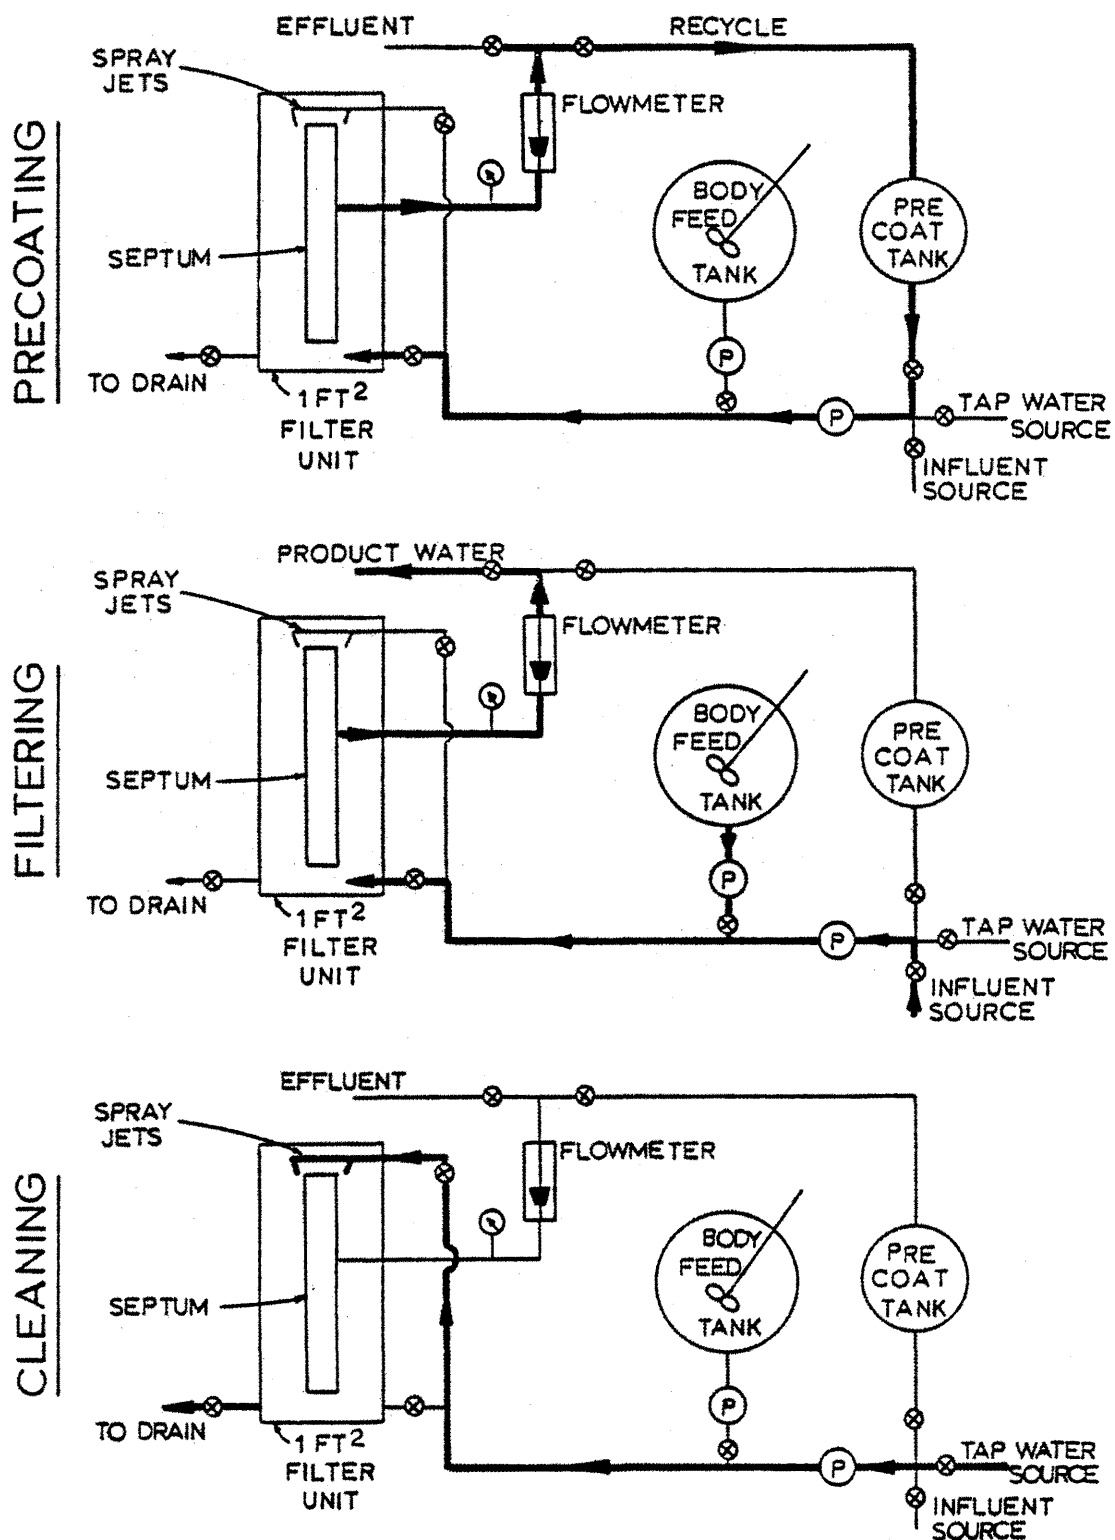 PRECOATING
EFFLUENT
RECYCLE
SPRAY
JETS
FLOWMETER
BODY
FEED
TANK
PRE
COAT
TANK
SEPTUM
TO DRAIN
1 FT2
FILTER
UNIT
P
P
TAP WATER
SOURCE
INFLUENT
SOURCE
FILTERING
PRODUCT WATER
SPRAY
JETS
FLOWMETER
BODY
FEED
TANK
PRE
COAT
TANK
SEPTUM
TO DRAIN
1 FT2
FILTER
UNIT
P
P
TAP WATER
SOURCE
INFLUENT
SOURCE
CLEANING
EFFLUENT
SPRAY
JETS
FLOWMETER
BODY
FEED
TANK
PRE
COAT
TANK
SEPTUM
TO DRAIN
1 FT2
FILTER
UNIT
P
P
TAP WATER
SOURCE
INFLUENT
SOURCE